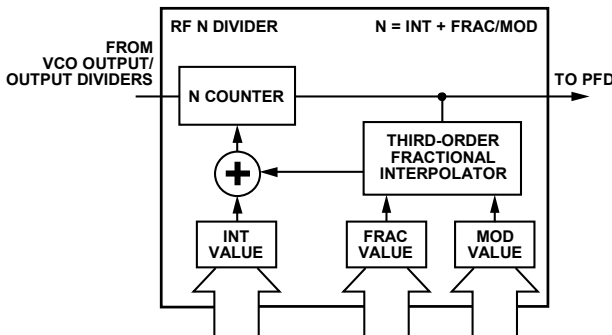 RF N DIVIDER
N = INT + FRAC/MOD
FROM
VCO OUTPUT/
OUTPUT DIVIDERS
N COUNTER
TO PFD
THIRD-ORDER
FRACTIONAL
INTERPOLATOR
+
INT
VALUE
FRAC
VALUE
MOD
VALUE